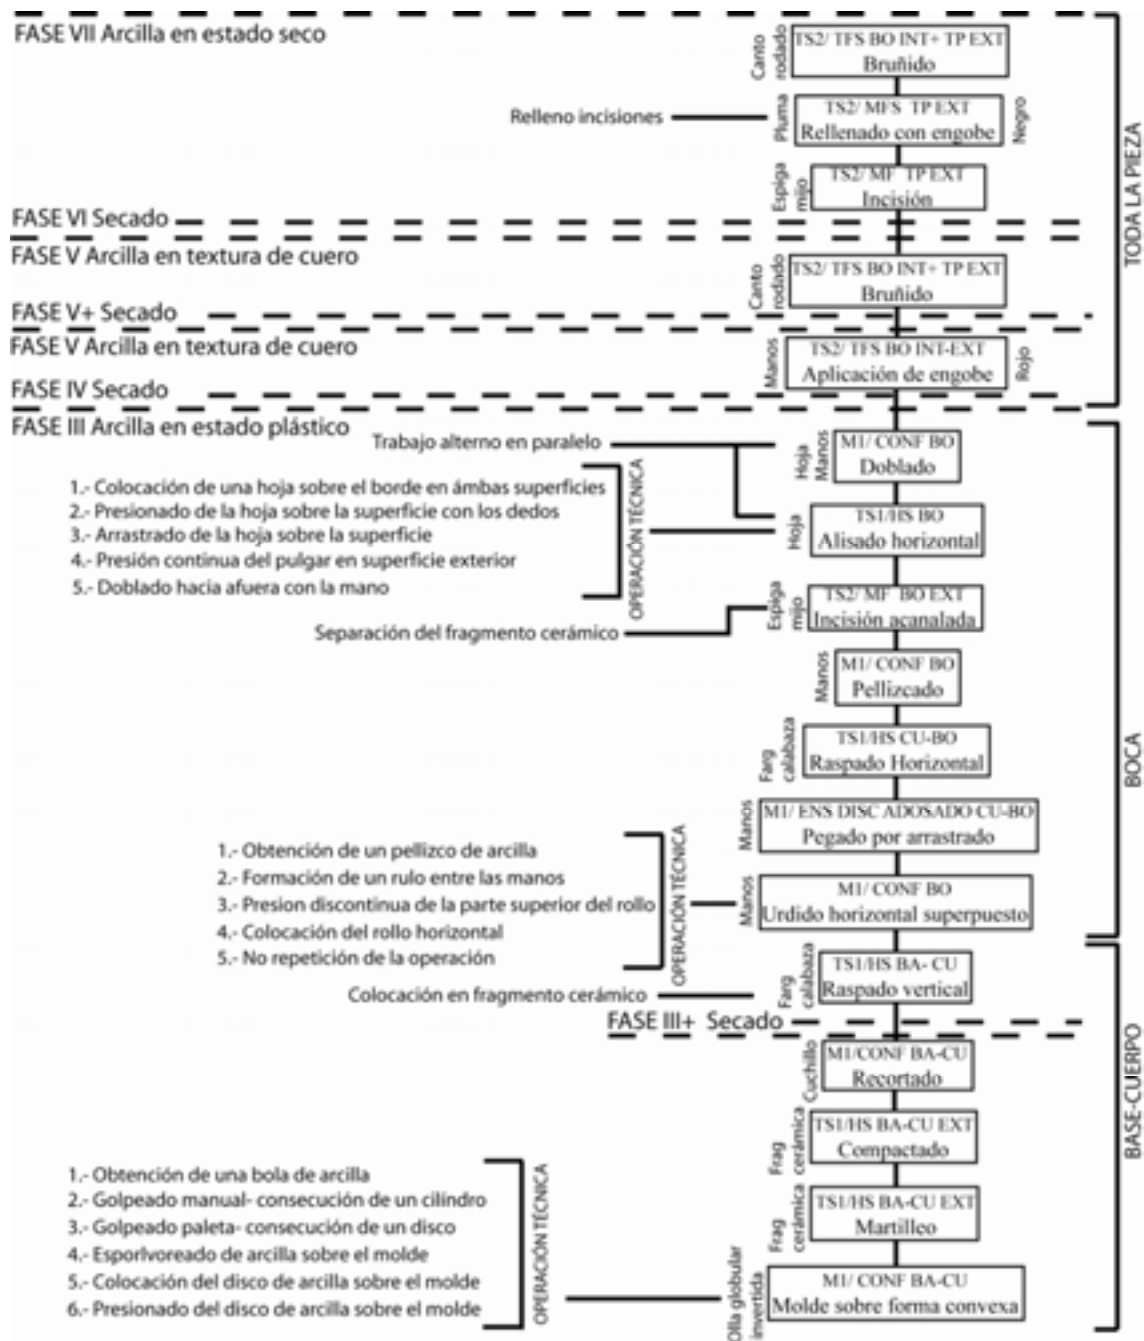 FASE VII Arcilla en estado seco
Canto rodado
TS2/ TFS BO INT+ TP EXT
Bruñido
Relleno incisiones
Pluma
TS2/ MFS TP EXT
Rellenado con engobe
Negro
Espiga mijo
TS2/ MF TP EXT
Incisión
TODA LA PIEZA
FASE VI Secado
FASE V Arcilla en textura de cuero
Canto rodado
TS2/ TFS BO INT+ TP EXT
Bruñido
FASE V+ Secado
FASE V Arcilla en textura de cuero
Manos
TS2/ TFS BO INT-EXT
Aplicación de engobe
Rojo
FASE IV Secado
FASE III Arcilla en estado plástico
Trabajo alterno en paralelo
Hoja Manos
M1/ CONF BO
Doblado
1.- Colocación de una hoja sobre el borde en ámbas superficies
2.- Presionado de la hoja sobre la superficie con los dedos
3.- Arrastrado de la hoja sobre la superficie
4.- Presión continua del pulgar en superficie exterior
5.- Doblado hacia afuera con la mano
OPERACIÓN TÉCNICA
Hoja
TS1/HS BO
Alisado horizontal
Separación del fragmento cerámico
Espiga mijo
TS2/ MF BO EXT
Incisión acanalada
Manos
M1/ CONF BO
Pellizcado
Farg calabaza
TS1/HS CU-BO
Raspado Horizontal
BOCA
Manos
M1/ ENS DISC ADOSADO CU-BO
Pegado por arrastrado
1.- Obtención de un pellizco de arcilla
2.- Formación de un rulo entre las manos
3.- Presion discontinua de la parte superior del rollo
4.- Colocación del rollo horizontal
5.- No repetición de la operación
OPERACIÓN TÉCNICA
Manos
M1/ CONF BO
Urdido horizontal superpuesto
Colocación en fragmento cerámico
Farg calabaza
TS1/HS BA- CU
Raspado vertical
FASE III+ Secado
Cuchillo
M1/CONF BA-CU
Recortado
BASE-CUERPO
Frag cerámica
TS1/HS BA-CU EXT
Compactado
Frag cerámica
TS1/HS BA-CU EXT
Martilleo
1.- Obtención de una bola de arcilla
2.- Golpeado manual- consecución de un cilindro
3.- Golpeado paleta- consecución de un disco
4.- Esporlvoreado de arcilla sobre el molde
5.- Colocación del disco de arcilla sobre el molde
6.- Presionado del disco de arcilla sobre el molde
OPERACIÓN TÉCNICA
Olla globular invertida
M1/ CONF BA-CU
Molde sobre forma convexa